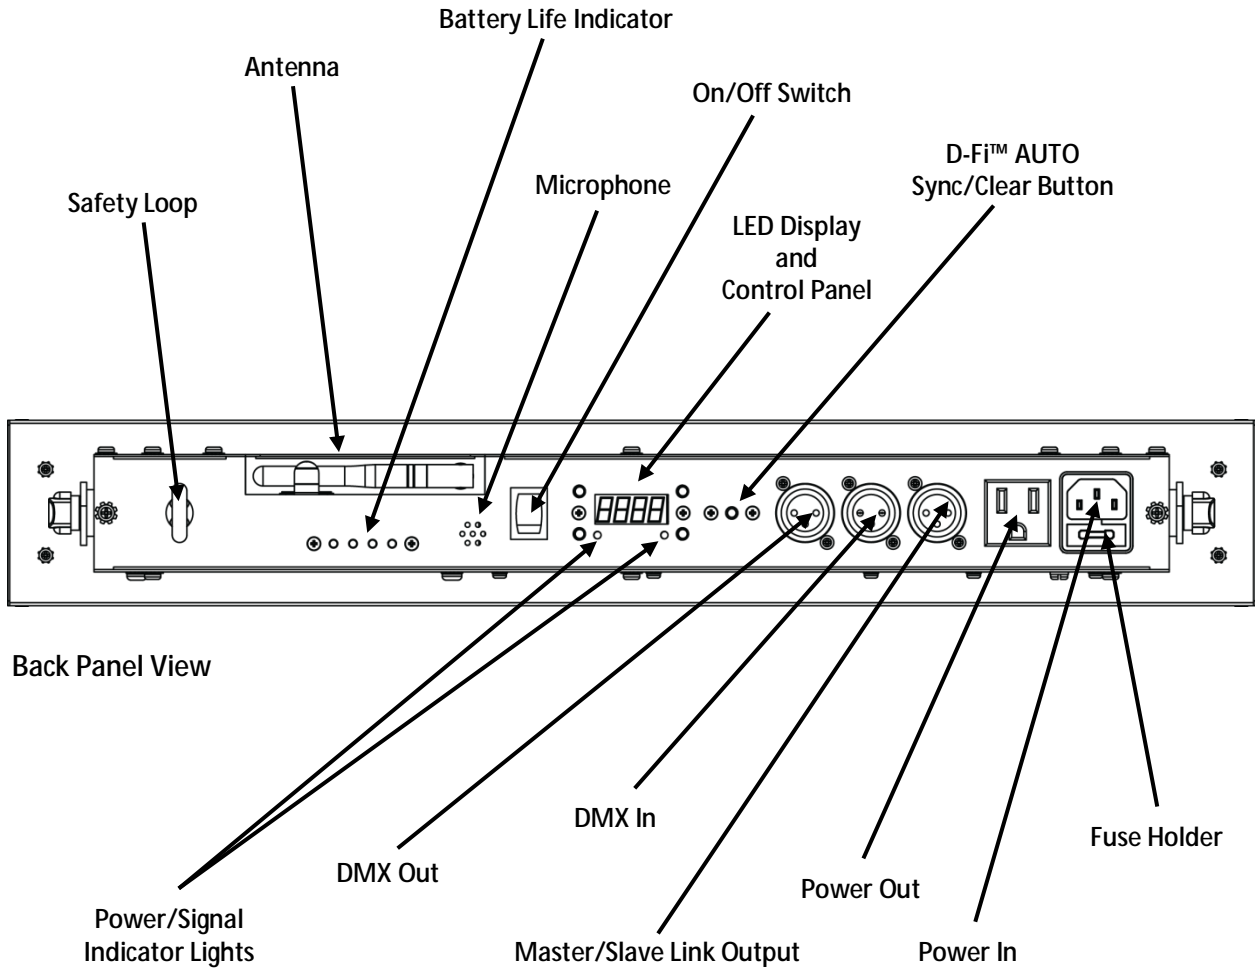 Battery Life Indicator
Antenna
On/Off Switch
D-Fi™ AUTO
Sync/Clear Button
Microphone
Safety Loop
LED Display
and
Control Panel
8888
Back Panel View
DMX In
Fuse Holder
DMX Out
Power Out
Power/Signal
Indicator Lights
Master/Slave Link Output
Power In